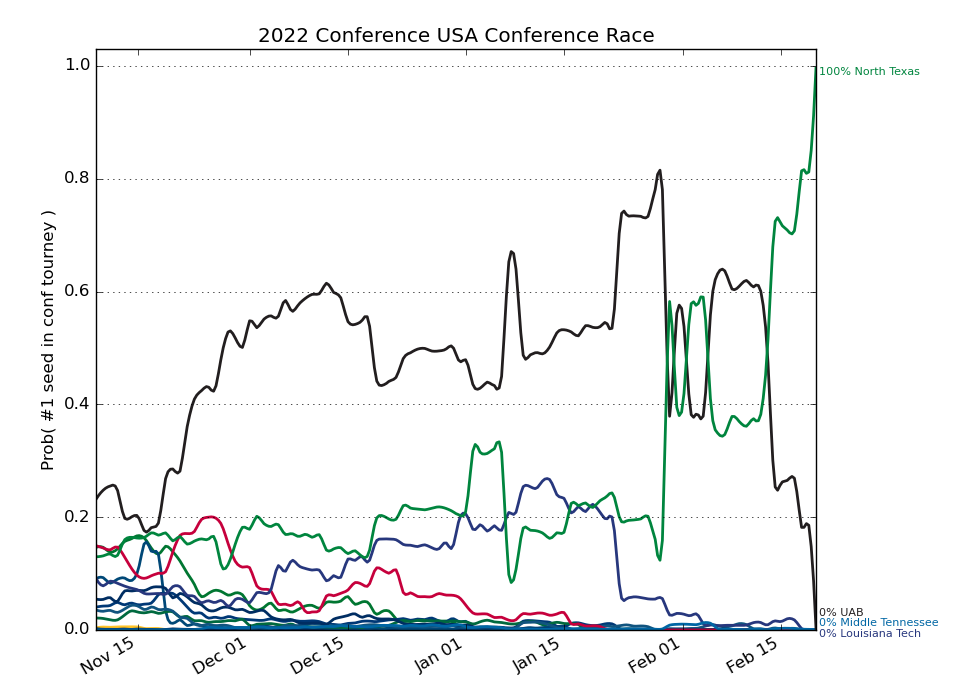 2022 Conference USA Conference Race
Prob( #1 seed in conf tourney )
1.0
0.8
0.6
0.4
0.2
0.0
100% North Texas
0% UAB
0% Middle Tennessee
0% Louisiana Tech
Nov 15
Dec 01
Dec 15
Jan 01
Jan 15
Feb 01
Feb 15